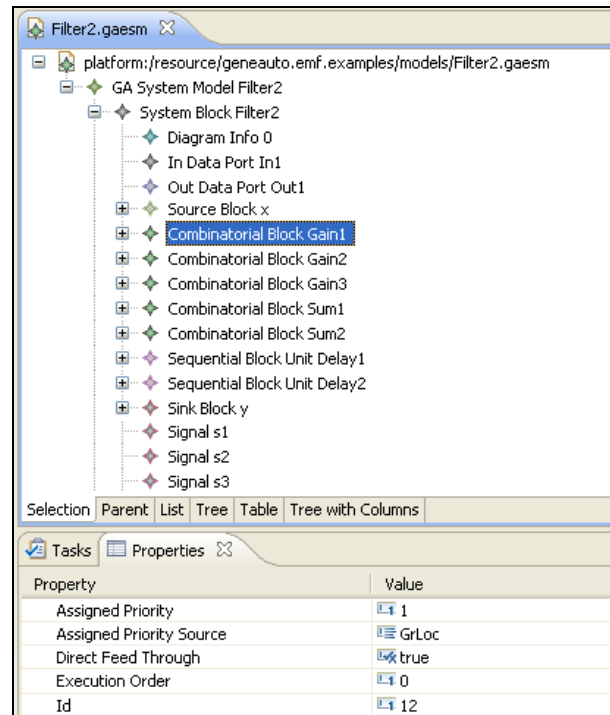 Filter2.gaesm
platform:/resource/geneauto.emf.examples/models/Filter2.gaesm
GA System Model Filter2
System Block Filter2
Diagram Info 0
In Data Port In1
Out Data Port Out1
Source Block x
Combinatorial Block Gain1
Combinatorial Block Gain2
Combinatorial Block Gain3
Combinatorial Block Sum1
Combinatorial Block Sum2
Sequential Block Unit Delay1
Sequential Block Unit Delay2
Sink Block y
Signal s1
Signal s2
Signal s3
Selection Parent List Tree Table Tree with Columns
Tasks Properties
Property Value
Assigned Priority 1
Assigned Priority Source GrLoc
Direct Feed Through true
Execution Order 0
Id 12